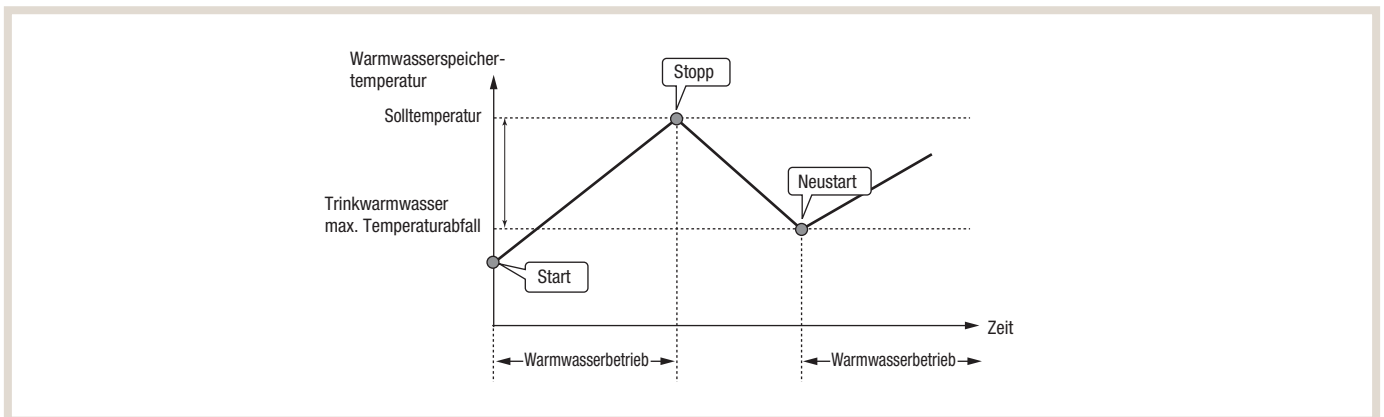 Warmwasserspeicher-
temperatur
Stopp
Solltemperatur
Neustart
Trinkwarmwasser
max. Temperaturabfall
Start
Zeit
Warmwasserbetrieb
Warmwasserbetrieb